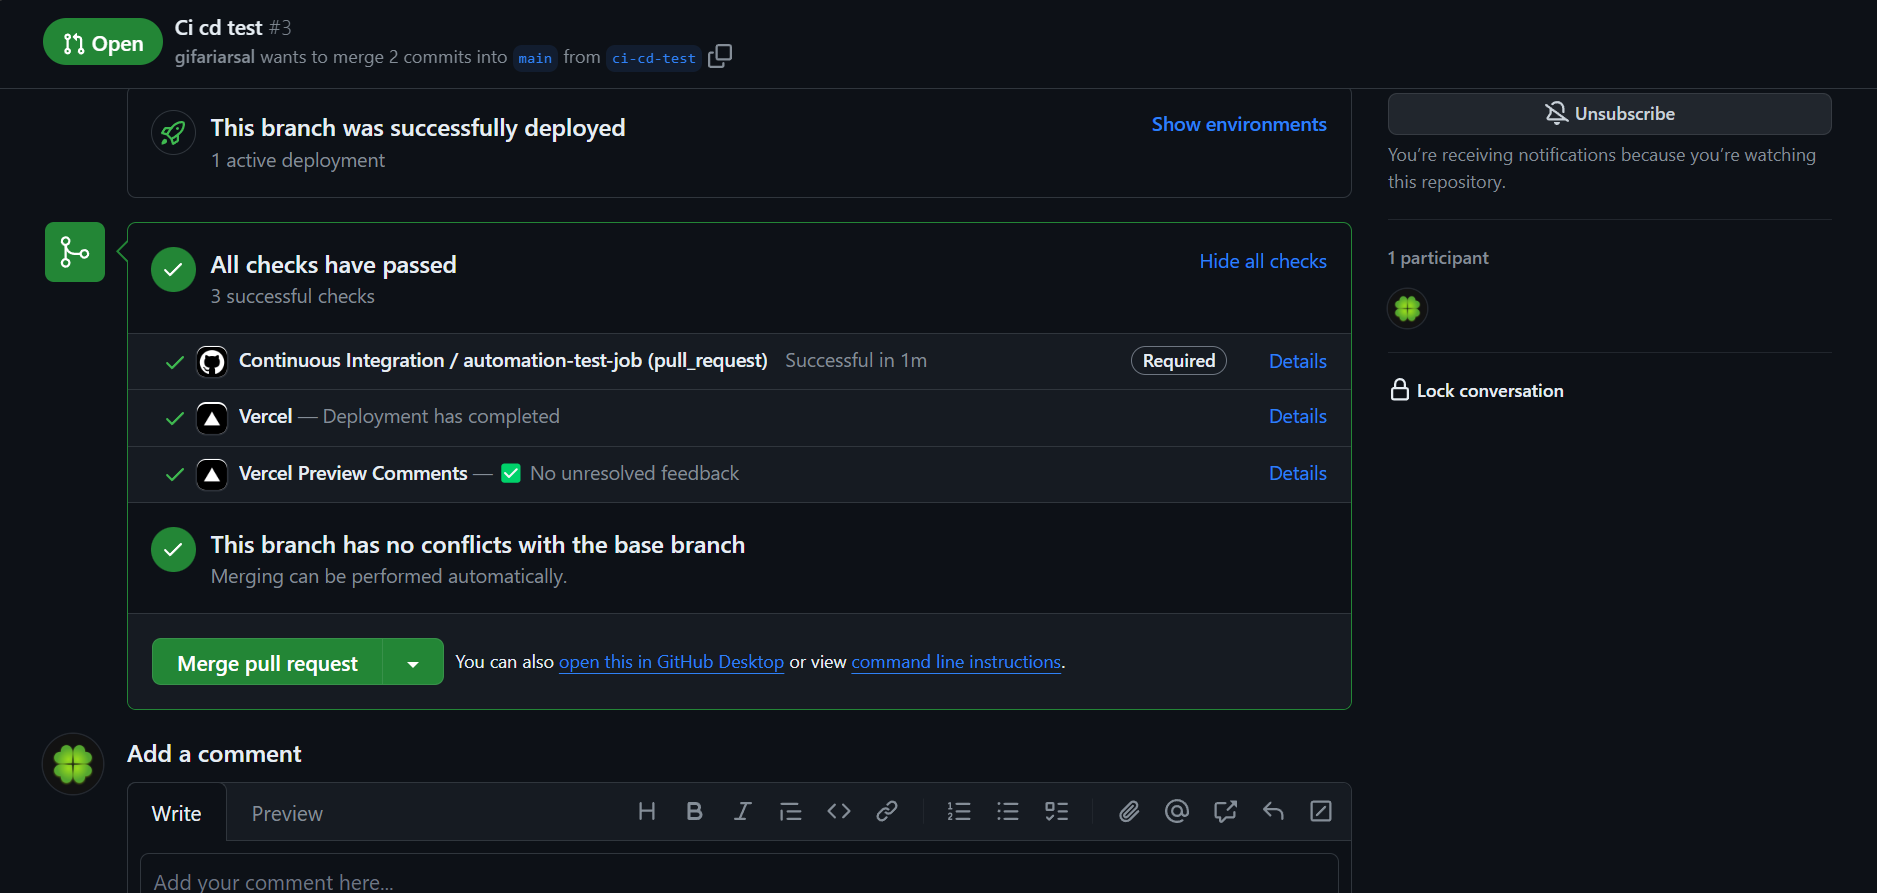 Open
Ci cd test #3
gifariarsal wants to merge 2 commits into main from ci-cd-test
This branch was successfully deployed
1 active deployment
Show environments
All checks have passed
3 successful checks
Hide all checks
Continuous Integration / automation-test-job (pull_request) Successful in 1m Required Details
Vercel — Deployment has completed Details
Vercel Preview Comments — ✅ No unresolved feedback Details
This branch has no conflicts with the base branch
Merging can be performed automatically.
Merge pull request
You can also open this in GitHub Desktop or view command line instructions.
Add a comment
Write Preview
Add your comment here...
Unsubscribe
You’re receiving notifications because you’re watching
this repository.
1 participant
Lock conversation